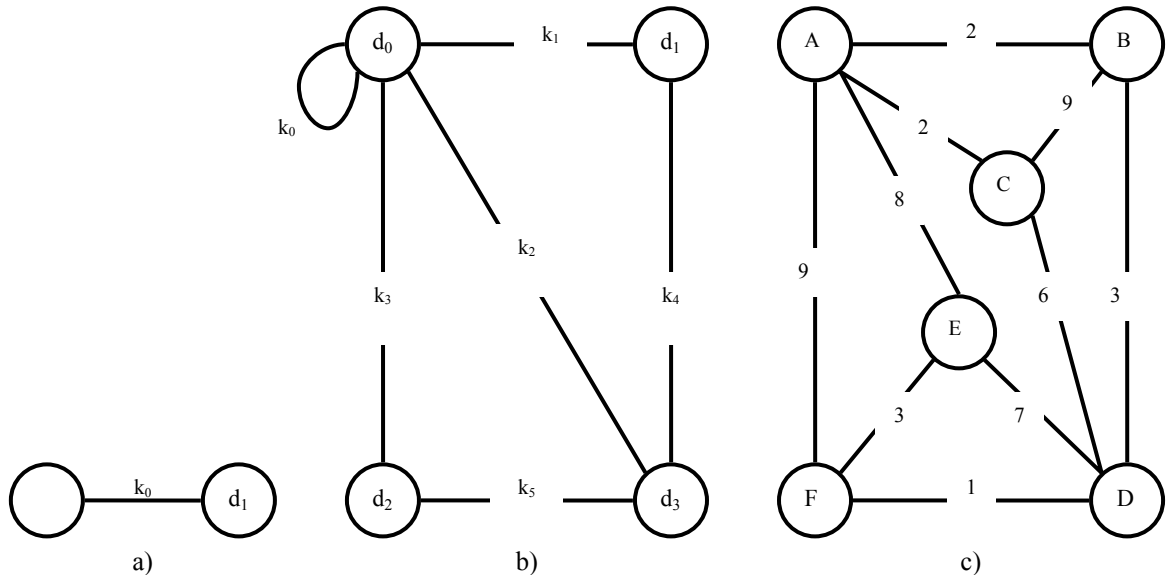 d₀ k₁ d₁
k₀
k₂
k₃ k₄
k₀ d₁
d₂ k₅ d₃
A 2 B
9
2
C
8
9
6 3
E
3 7
F 1 D
a) b) c)